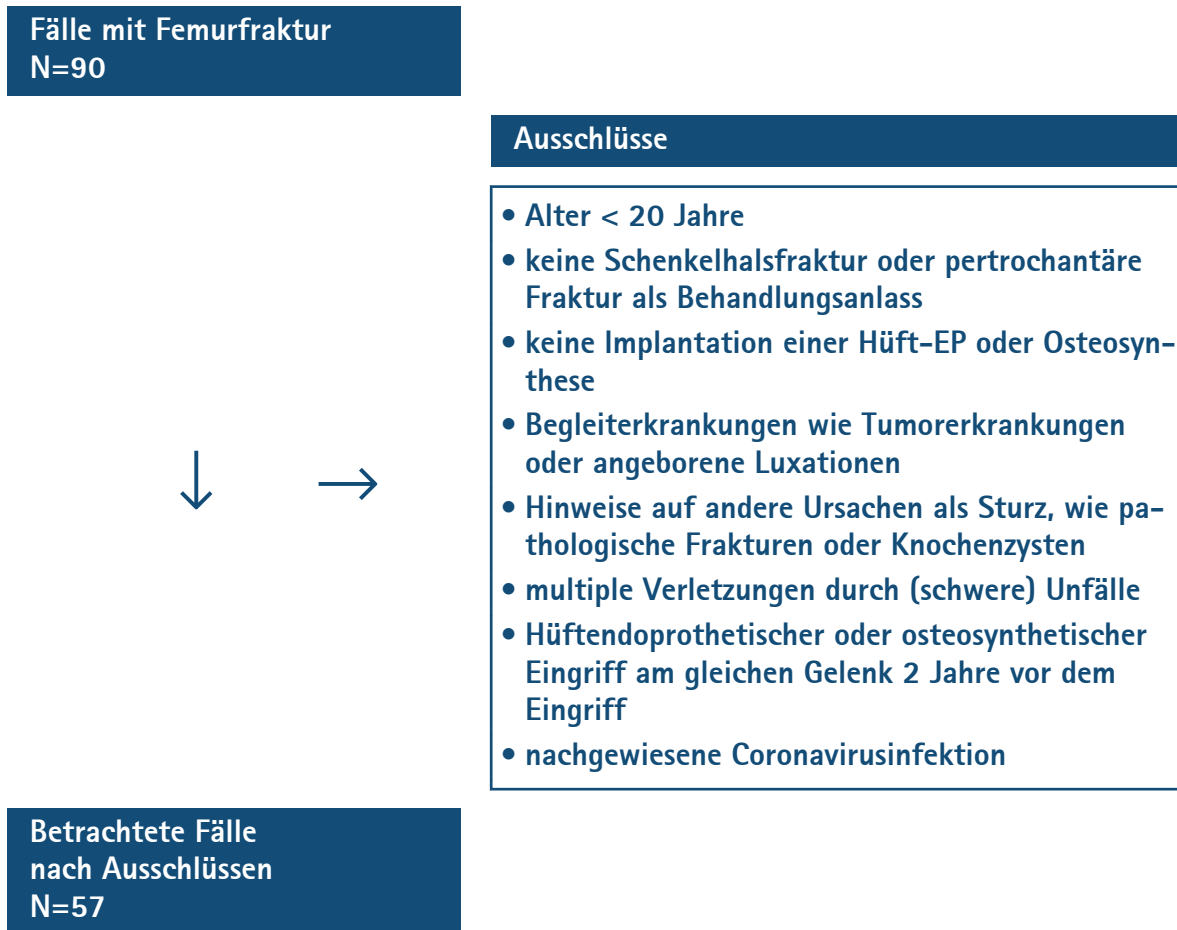 Fälle mit Femurfraktur
N=90
Ausschlüsse
• Alter < 20 Jahre
• keine Schenkelhalsfraktur oder pertrochantäre
Fraktur als Behandlungsanlass
• keine Implantation einer Hüft-EP oder Osteosyn-
these
• Begleiterkrankungen wie Tumorerkrankungen
oder angeborene Luxationen
• Hinweise auf andere Ursachen als Sturz, wie pa-
thologische Frakturen oder Knochenzysten
• multiple Verletzungen durch (schwere) Unfälle
• Hüftendoprothetischer oder osteosynthetischer
Eingriff am gleichen Gelenk 2 Jahre vor dem
Eingriff
• nachgewiesene Coronavirusinfektion
Betrachtete Fälle
nach Ausschlüssen
N=57